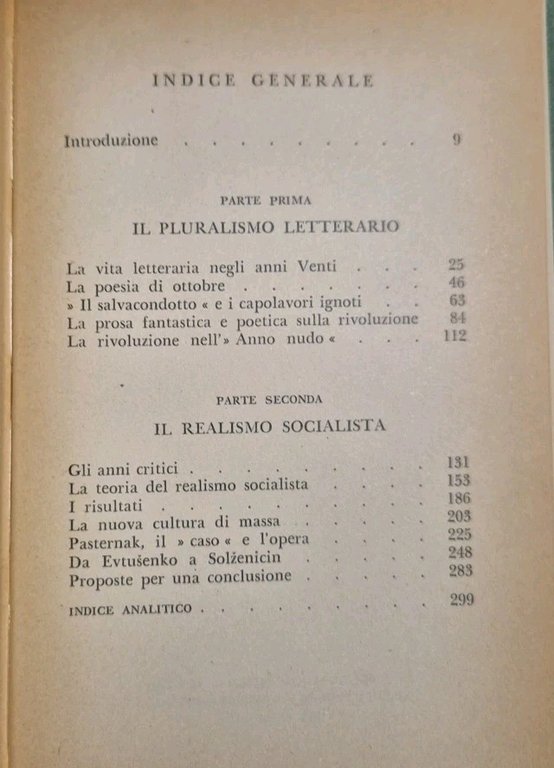 INDICE GENERALE
Introduzione . . . . . . . . . 9
PARTE PRIMA
IL PLURALISMO LETTERARIO
La vita letteraria negli anni Venti . . . 25
La poesia di ottobre . . . . . . . 46
» Il salvacondotto « e i capolavori ignoti . . 63
La prosa fantastica e poetica sulla rivoluzione 84
La rivoluzione nell'» Anno nudo « . . . 112
PARTE SECONDA
IL REALISMO SOCIALISTA
Gli anni critici . . . . . . . . . 131
La teoria del realismo socialista . . . . 153
I risultati . . . . . . . . . . 186
La nuova cultura di massa . . . . . 203
Pasternak, il » caso « e l'opera . . . . 225
Da Evtušenko a Solženicin . . . . . 248
Proposte per una conclusione . . . . . 283
INDICE ANALITICO . . . . . . . . . 299